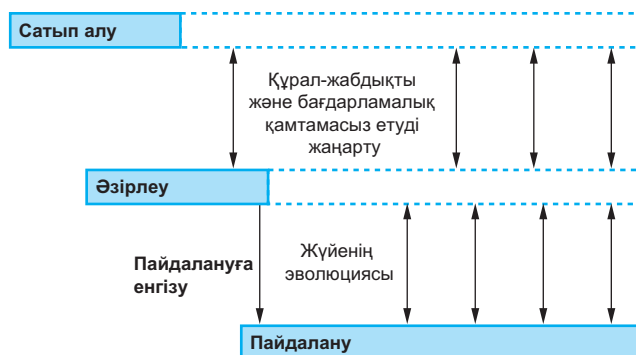 Сатып алу
Құрал-жабдықты
және бағдарламалық
қамтамасыз етуді
жаңарту
Әзірлеу
Пайдалануға
енгізу
Жүйенің
эволюциясы
Пайдалану